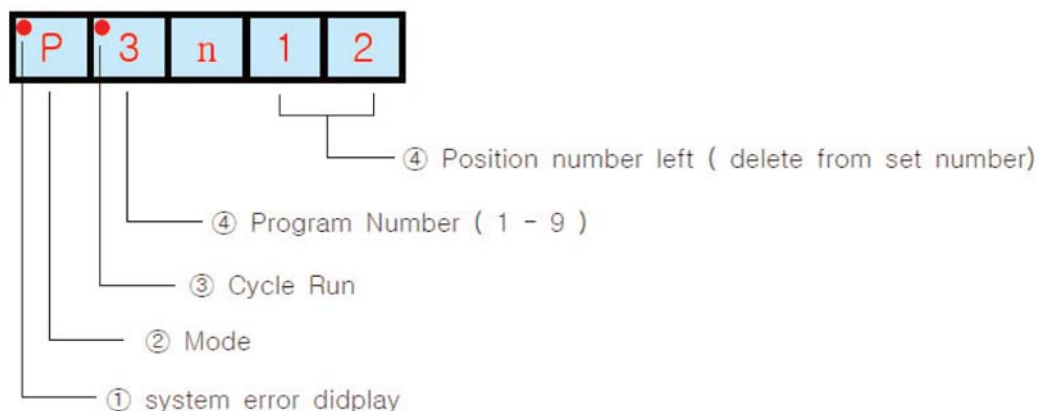 P 3 n 1 2
④ Position number left ( delete from set number)
④ Program Number ( 1 - 9 )
③ Cycle Run
② Mode
① system error didplay